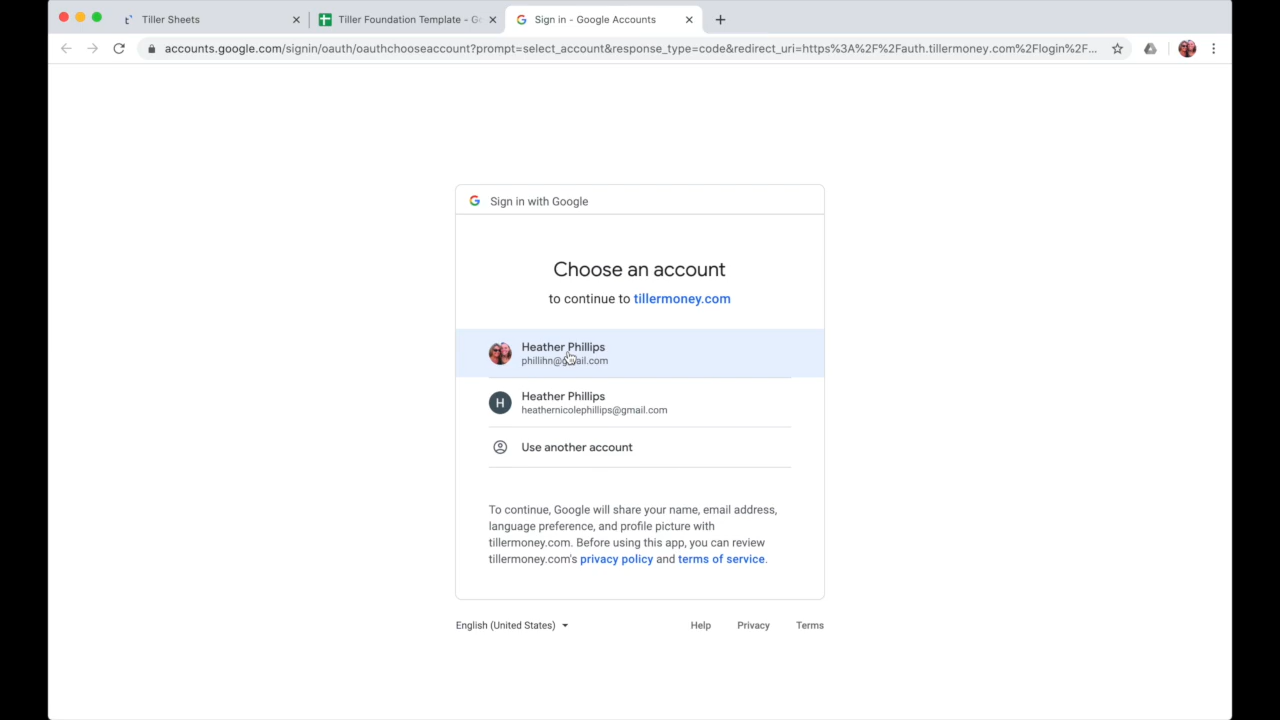 Tiller Sheets
Tiller Foundation Template - Go
Sign in - Google Accounts
accounts.google.com/signin/oauth/oauthchooseaccount?prompt=select_account&response_type=code&redirect_uri=https%3A%2F%2Fauth.tillermoney.com%2Flogin%2F...
Sign in with Google
Choose an account
to continue to tillermoney.com
Heather Phillips
phillihn@gmail.com
H
Heather Phillips
heathernicolephillips@gmail.com
Use another account
To continue, Google will share your name, email address,
language preference, and profile picture with
tillermoney.com. Before using this app, you can review
tillermoney.com's privacy policy and terms of service.
English (United States)
Help
Privacy
Terms